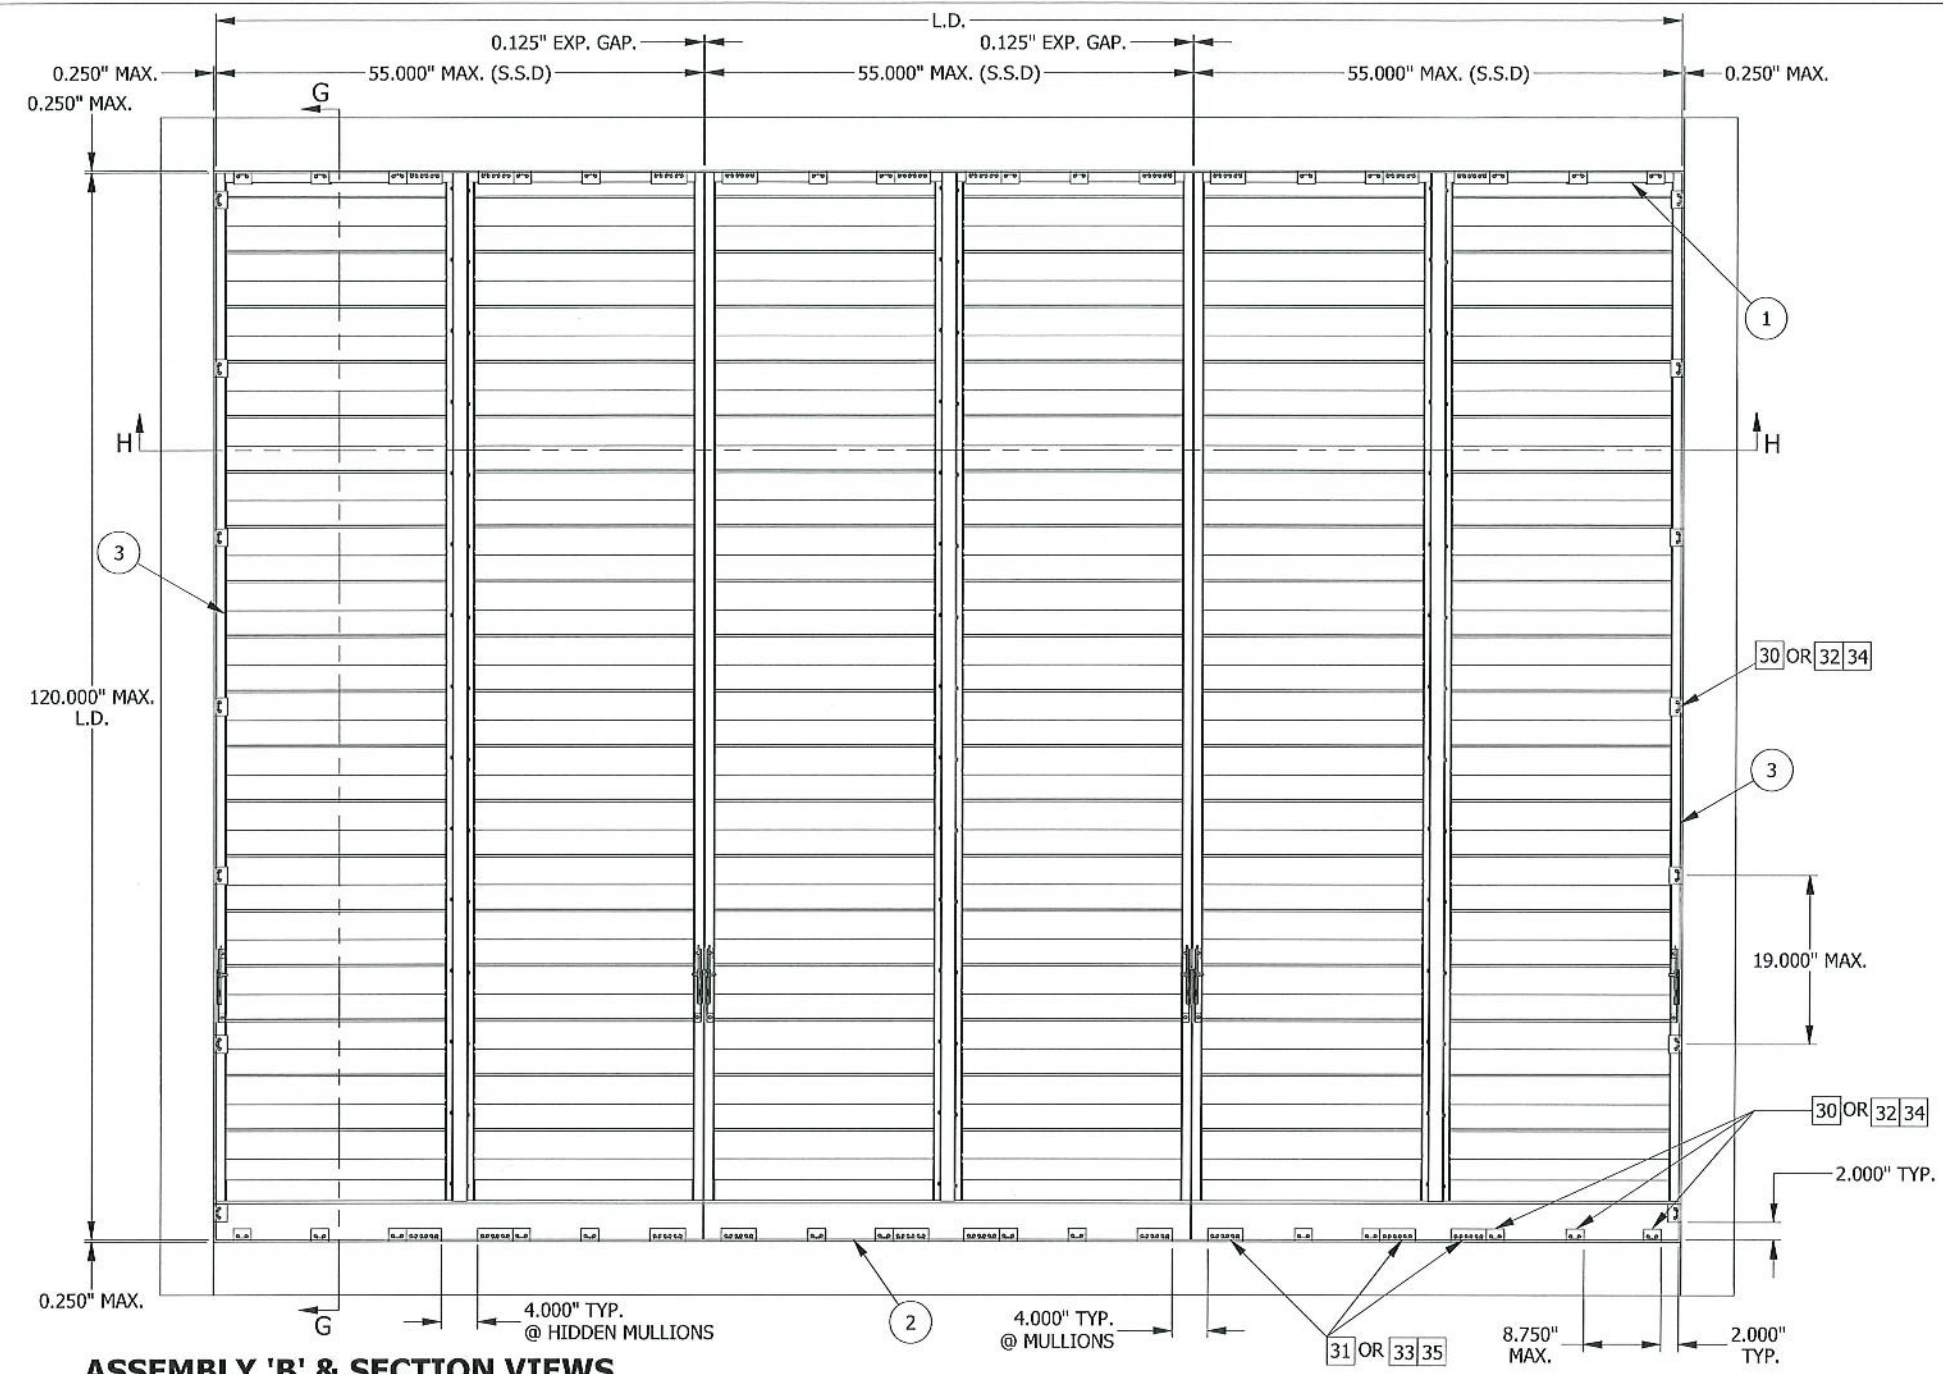 L.D.
0.125" EXP. GAP.
0.125" EXP. GAP.
0.250" MAX.
55.000" MAX. (S.S.D)
55.000" MAX. (S.S.D)
55.000" MAX. (S.S.D)
0.250" MAX.
0.250" MAX.
G
1
H
H
3
30 OR 32 34
120.000" MAX.
L.D.
3
19.000" MAX.
30 OR 32 34
2.000" TYP.
0.250" MAX.
G
4.000" TYP.
@ HIDDEN MULLIONS
2
4.000" TYP.
@ MULLIONS
31 OR 33 35
8.750"
MAX.
2.000"
TYP.
ASSEMBLY 'B' & SECTION VIEWS